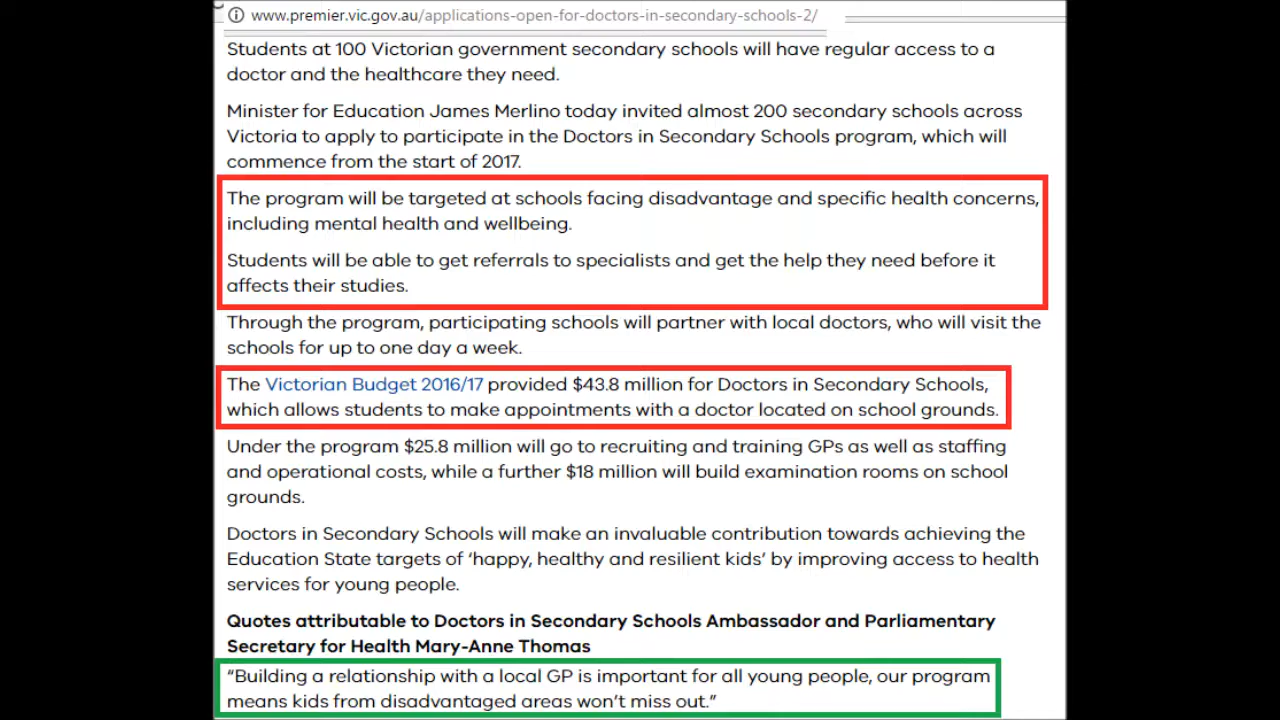 www.premier.vic.gov.au/applications-open-for-doctors-in-secondary-schools-2/
Students at 100 Victorian government secondary schools will have regular access to a
doctor and the healthcare they need.
Minister for Education James Merlino today invited almost 200 secondary schools across
Victoria to apply to participate in the Doctors in Secondary Schools program, which will
commence from the start of 2017.
The program will be targeted at schools facing disadvantage and specific health concerns,
including mental health and wellbeing.
Students will be able to get referrals to specialists and get the help they need before it
affects their studies.
Through the program, participating schools will partner with local doctors, who will visit the
schools for up to one day a week.
The Victorian Budget 2016/17 provided $43.8 million for Doctors in Secondary Schools,
which allows students to make appointments with a doctor located on school grounds.
Under the program $25.8 million will go to recruiting and training GPs as well as staffing
and operational costs, while a further $18 million will build examination rooms on school
grounds.
Doctors in Secondary Schools will make an invaluable contribution towards achieving the
Education State targets of ‘happy, healthy and resilient kids’ by improving access to health
services for young people.
Quotes attributable to Doctors in Secondary Schools Ambassador and Parliamentary
Secretary for Health Mary-Anne Thomas
“Building a relationship with a local GP is important for all young people, our program
means kids from disadvantaged areas won’t miss out.”